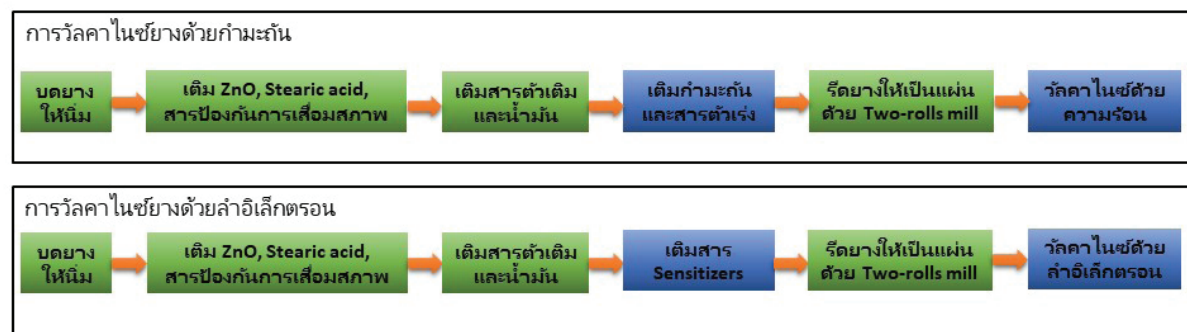 การวัลคาไนซ์ยางด้วยกำมะถัน
บดยาง
ให้นิ่ม
เติม ZnO, Stearic acid,
สารป้องกันการเสื่อมสภาพ
เติมสารตัวเติม
และน้ำมัน
เติมกำมะถัน
และสารตัวเร่ง
รีดยางให้เป็นแผ่น
ด้วย Two-rolls mill
วัลคาไนซ์ด้วย
ความร้อน
การวัลคาไนซ์ยางด้วยลำอิเล็กตรอน
บดยาง
ให้นิ่ม
เติม ZnO, Stearic acid,
สารป้องกันการเสื่อมสภาพ
เติมสารตัวเติม
และน้ำมัน
เติมสาร
Sensitizers
รีดยางให้เป็นแผ่น
ด้วย Two-rolls mill
วัลคาไนซ์ด้วย
ลำอิเล็กตรอน